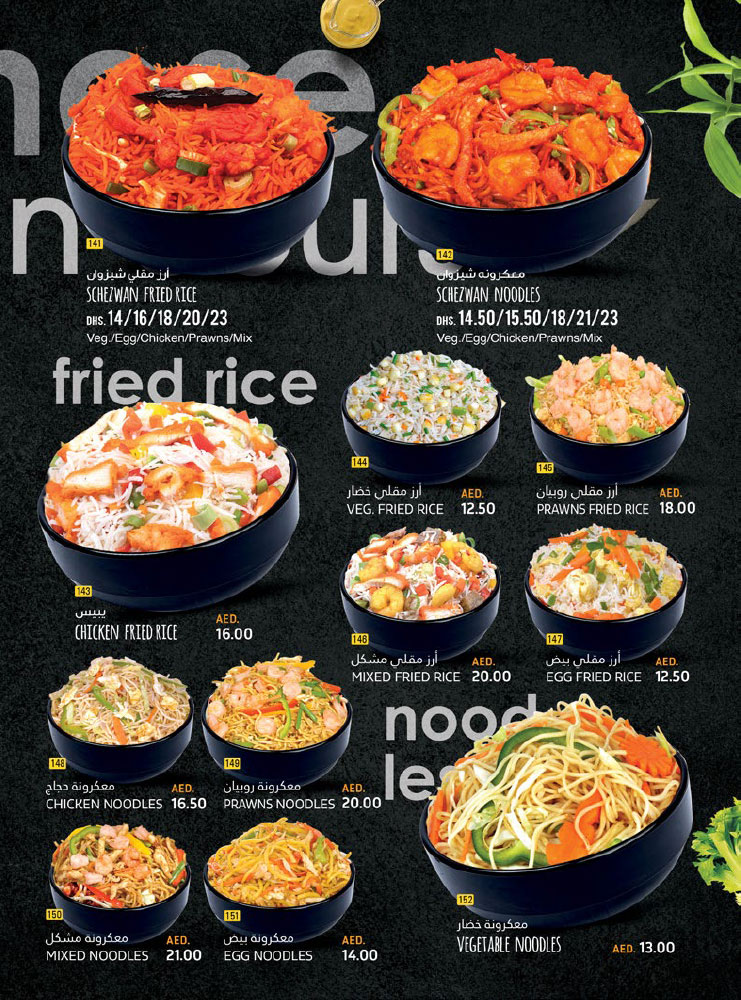 141
أرز مقلي شيزوان
SCHEZWAN FRIED RICE
DHS. 14/16/18/20/23
Veg./Egg/Chicken/Prawns/Mix
142
معكرونه شيزوان
SCHEZWAN NOODLES
DHS. 14.50/15.50/18/21/23
Veg./Egg/Chicken/Prawns/Mix
fried rice
143
يبيس
CHICKEN FRIED RICE
AED.
16.00
144
أرز مقلي خضار
VEG. FRIED RICE
AED.
12.50
145
أرز مقلي روبيان
PRAWNS FRIED RICE
AED.
18.00
146
أرز مقلي مشكل
MIXED FRIED RICE
AED.
20.00
147
أرز مقلي بيض
EGG FRIED RICE
AED.
12.50
148
معكرونة دجاج
CHICKEN NOODLES
AED.
16.50
149
معكرونة روبيان
PRAWNS NOODLES
AED.
20.00
150
معكرونة مشكل
MIXED NOODLES
AED.
21.00
151
معكرونة بيض
EGG NOODLES
AED.
14.00
nood
les
152
معكرونة خضار
VEGETABLE NOODLES
AED. 13.00